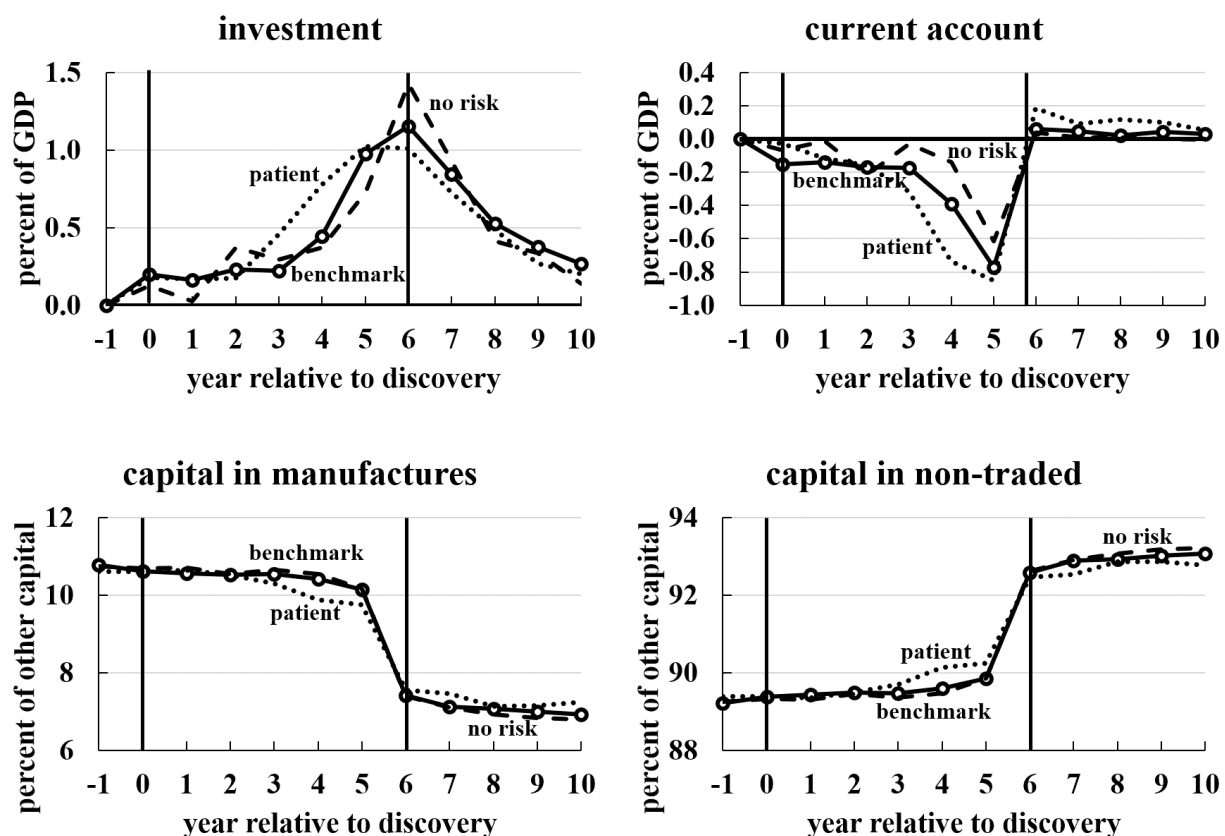 investment
percent of GDP
1.5
1.0
0.5
0.0
no risk
patient
benchmark
-1 0 1 2 3 4 5 6 7 8 9 10
year relative to discovery
current account
percent of GDP
0.4
0.2
0.0
-0.2
-0.4
-0.6
-0.8
-1.0
no risk
benchmark
patient
-1 0 1 2 3 4 5 6 7 8 9 10
year relative to discovery
capital in manufactures
percent of other capital
12
10
8
6
benchmark
patient
no risk
-1 0 1 2 3 4 5 6 7 8 9 10
year relative to discovery
capital in non-traded
percent of other capital
94
92
90
88
no risk
patient
benchmark
-1 0 1 2 3 4 5 6 7 8 9 10
year relative to discovery